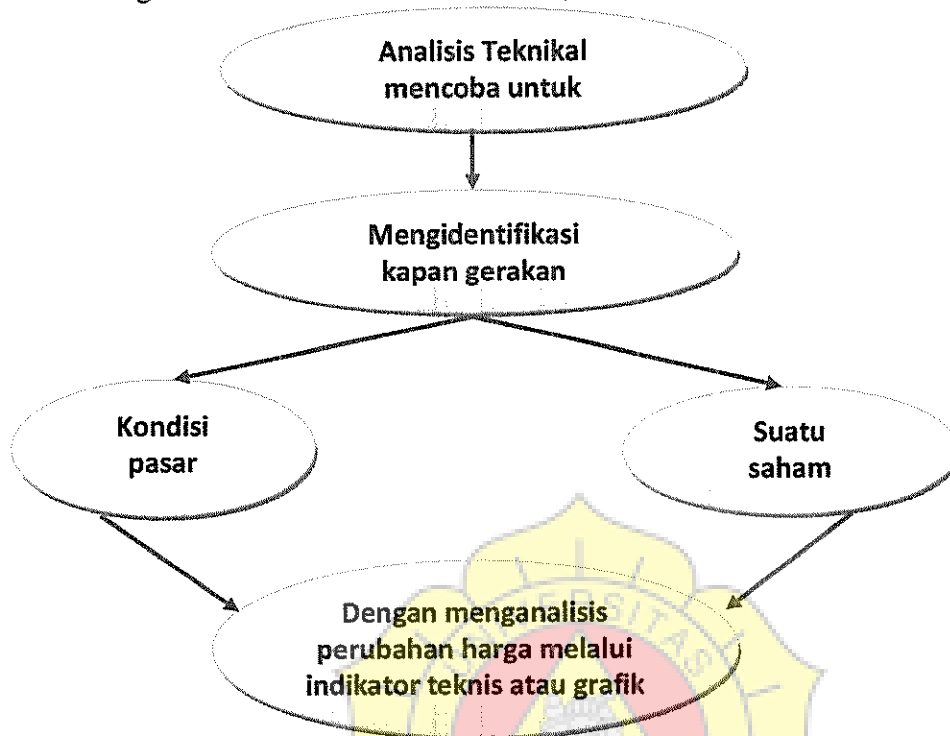 Analisis Teknikal
mencoba untuk
Mengidentifikasi
kapan gerakan
Kondisi
pasar
Suatu
saham
Dengan menganalisis
perubahan harga melalui
indikator teknis atau grafik
UNIVERSITAS